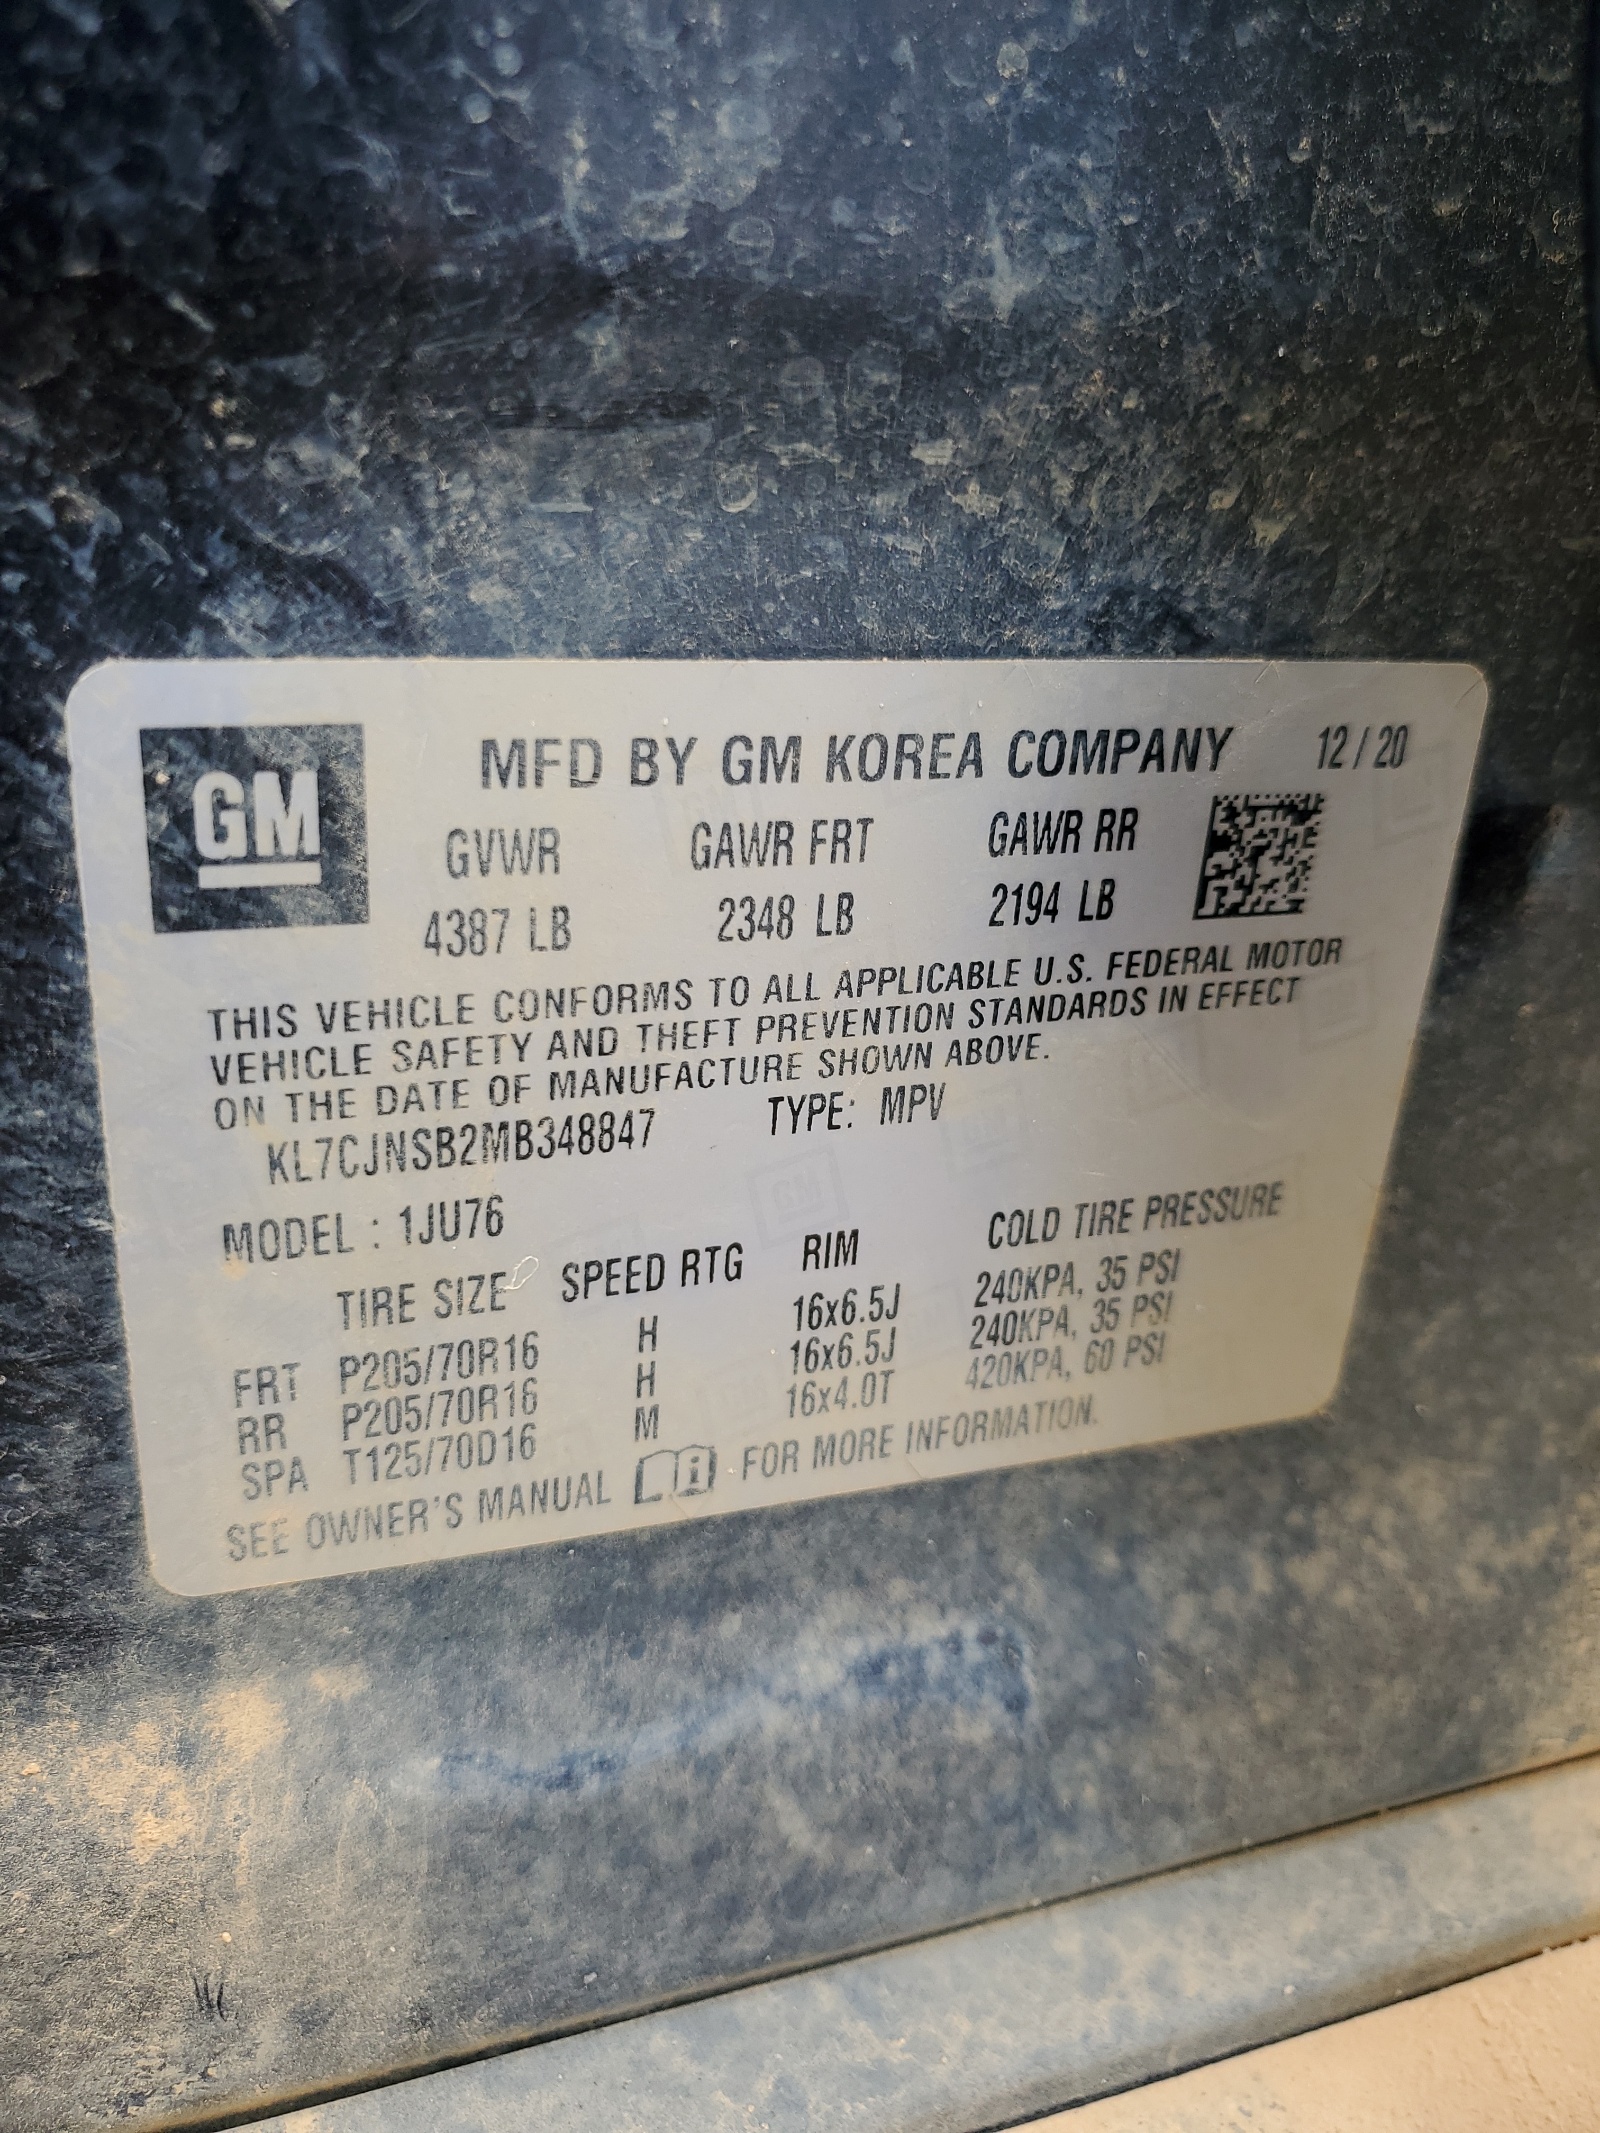 GM
MFD BY GM KOREA COMPANY 12/20
GVWR GAWR FRT GAWR RR
4387 LB 2348 LB 2194 LB
THIS VEHICLE CONFORMS TO ALL APPLICABLE U.S. FEDERAL MOTOR
VEHICLE SAFETY AND THEFT PREVENTION STANDARDS IN EFFECT
ON THE DATE OF MANUFACTURE SHOWN ABOVE.
KL7CJNSB2MB348847 TYPE: MPV
MODEL : 1JU76
TIRE SIZE SPEED RTG RIM COLD TIRE PRESSURE
FRT P205/70R16 H 16x6.5J 240KPA, 35 PSI
RR P205/70R16 H 16x6.5J 240KPA, 35 PSI
SPA T125/70D16 M 16x4.0T 420KPA, 60 PSI
SEE OWNER'S MANUAL i FOR MORE INFORMATION.